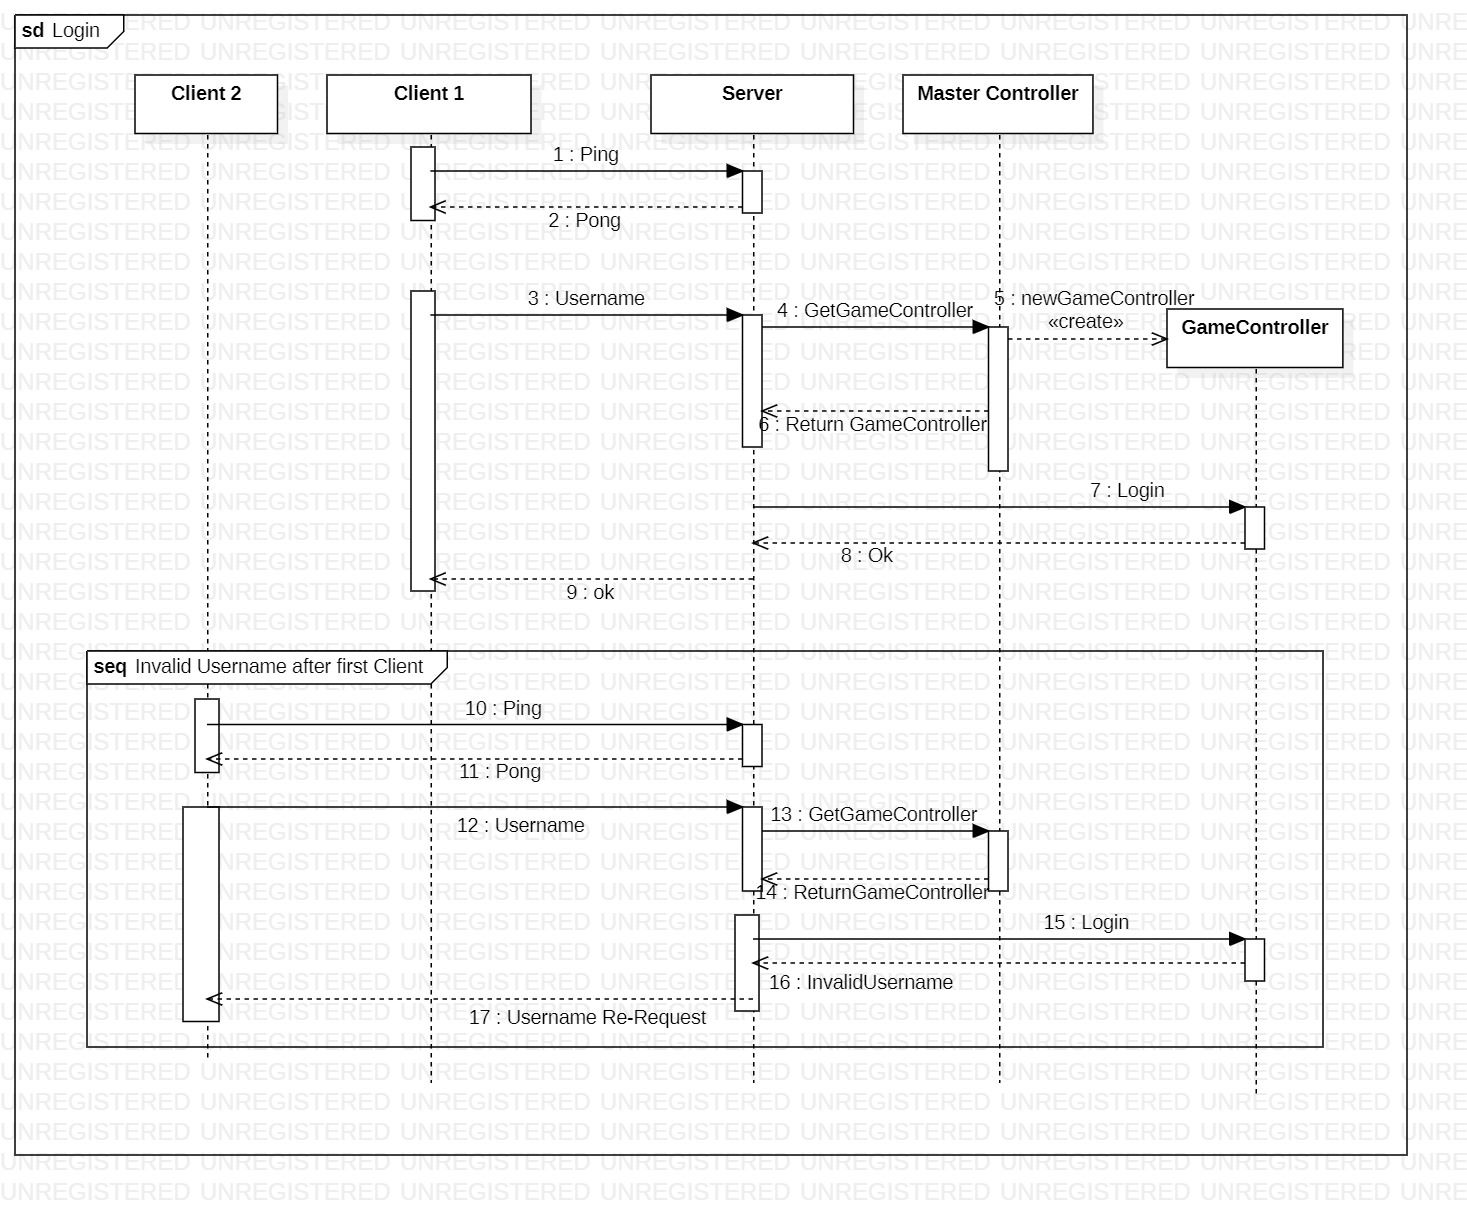 sd Login
Client 2
Client 1
Server
Master Controller
1 : Ping
2 : Pong
3 : Username
4 : GetGameController
5 : newGameController
«create»
GameController
6 : Return GameController
7 : Login
8 : Ok
9 : ok
seq Invalid Username after first Client
10 : Ping
11 : Pong
12 : Username
13 : GetGameController
14 : ReturnGameController
15 : Login
16 : InvalidUsername
17 : Username Re-Request
UNREGISTERED